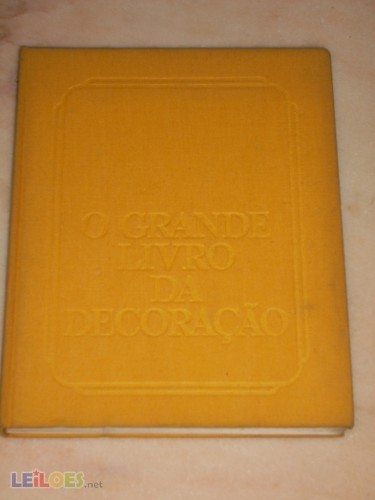 O GRANDE
LIVRO
DA
DECORAÇÃO
LEiLOES.net